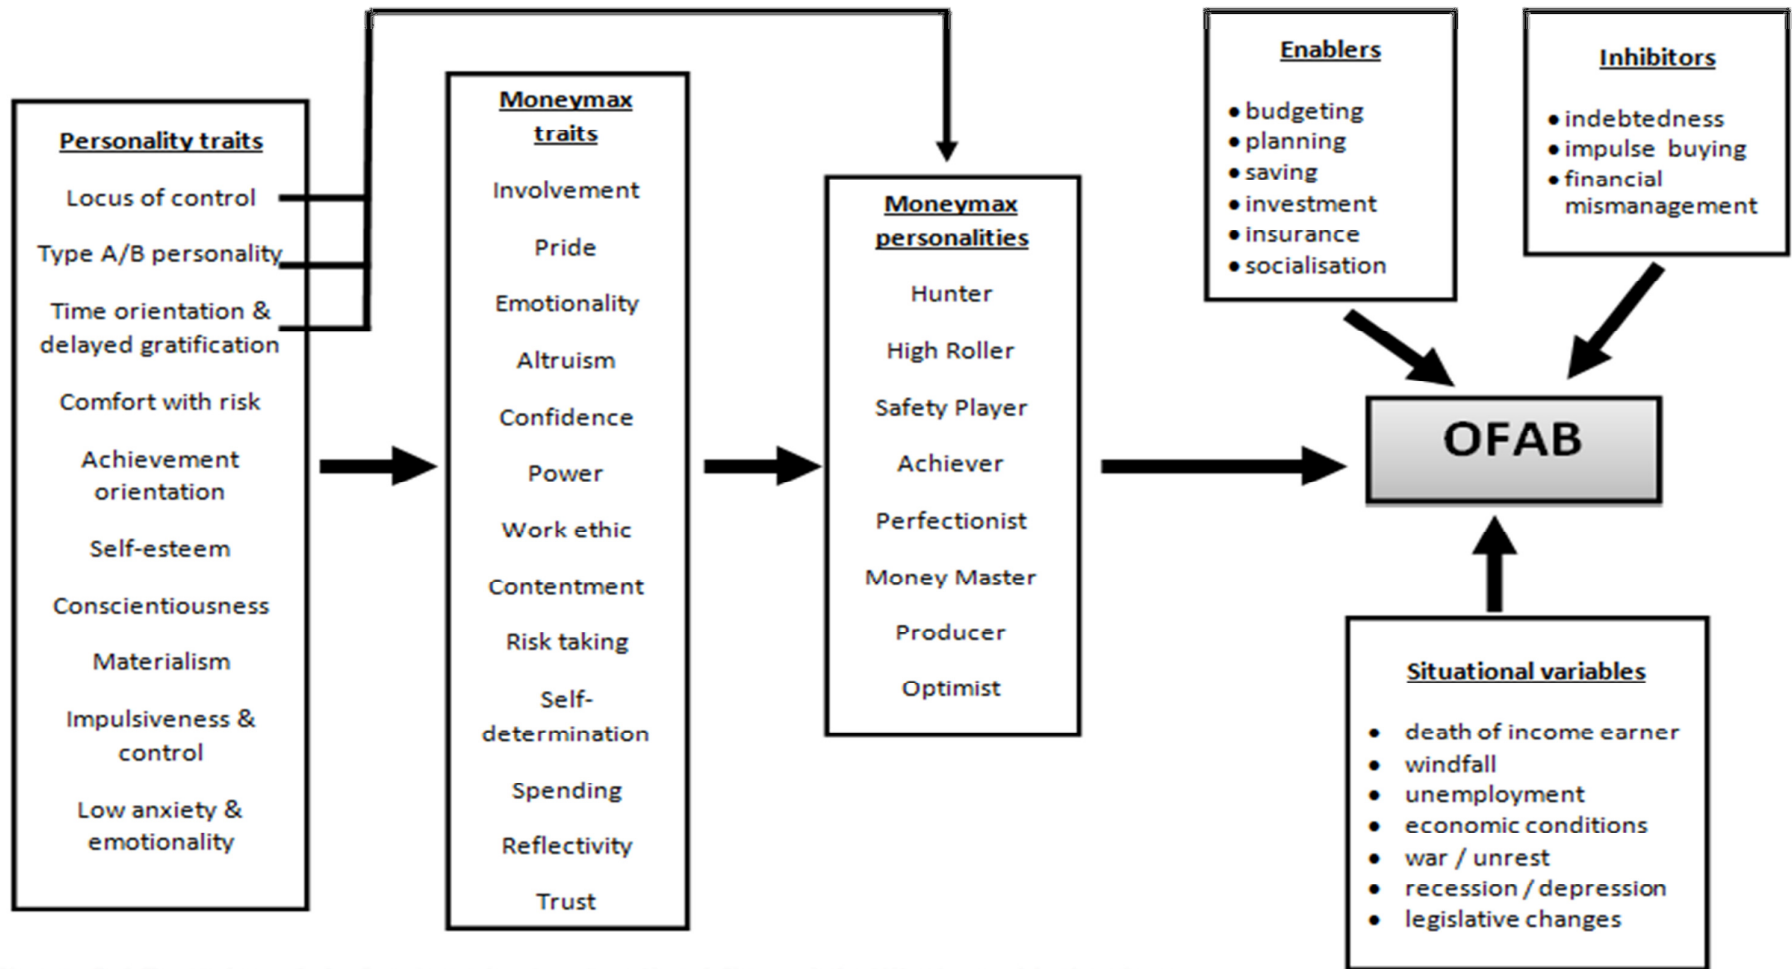 Personality traits
Locus of control
Type A/B personality
Time orientation &
delayed gratification
Comfort with risk
Achievement
orientation
Self-esteem
Conscientiousness
Materialism
Impulsiveness &
control
Low anxiety &
emotionality
Moneymax
traits
Involvement
Pride
Emotionality
Altruism
Confidence
Power
Work ethic
Contentment
Risk taking
Self-
determination
Spending
Reflectivity
Trust
Moneymax
personalities
Hunter
High Roller
Safety Player
Achiever
Perfectionist
Money Master
Producer
Optimist
Enablers
• budgeting
• planning
• saving
• investment
• insurance
• socialisation
Inhibitors
• indebtedness
• impulse buying
• financial
mismanagement
OFAB
Situational variables
• death of income earner
• windfall
• unemployment
• economic conditions
• war / unrest
• recession / depression
• legislative changes